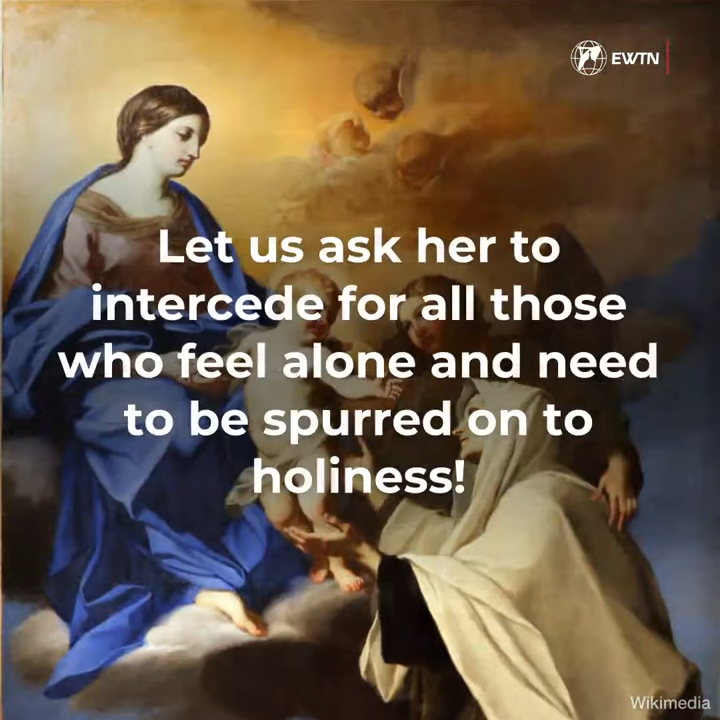 EWTN
Let us ask her to
intercede for all those
who feel alone and need
to be spurred on to
holiness!
Wikimedia